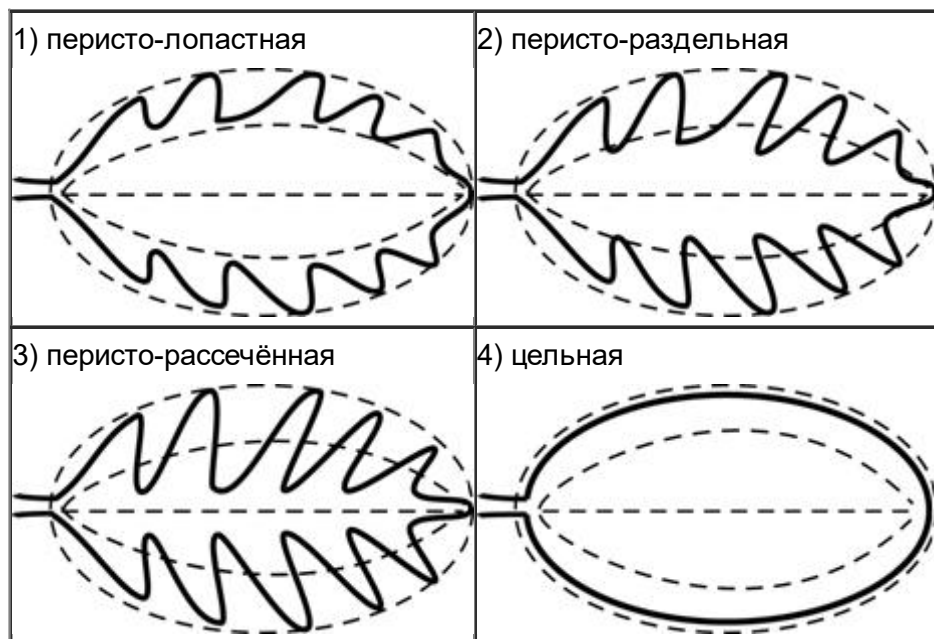 1) перисто-лопастная
2) перисто-раздельная
3) перисто-рассечённая
4) цельная